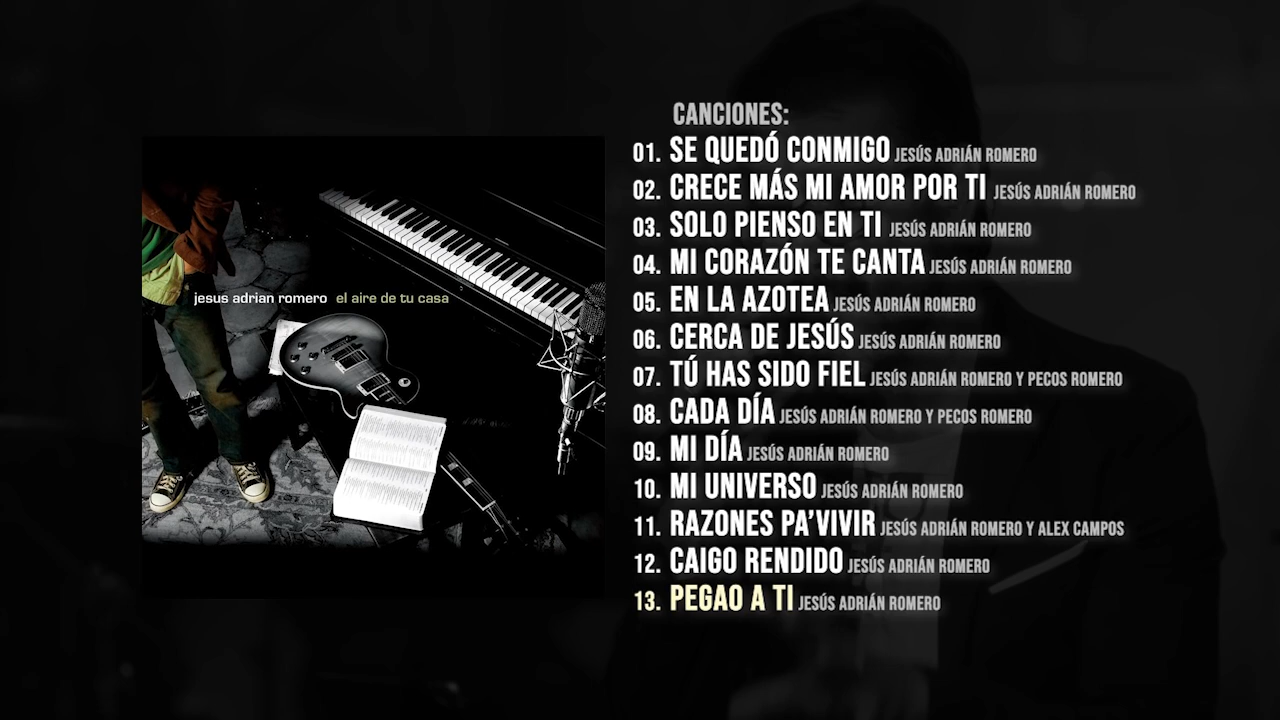 jesus adrian romero el aire de tu casa
CANCIONES:
01. SE QUEDÓ CONMIGO JESÚS ADRIÁN ROMERO
02. CRECE MÁS MI AMOR POR TI JESÚS ADRIÁN ROMERO
03. SOLO PIENSO EN TI JESÚS ADRIÁN ROMERO
04. MI CORAZÓN TE CANTA JESÚS ADRIÁN ROMERO
05. EN LA AZOTEA JESÚS ADRIÁN ROMERO
06. CERCA DE JESÚS JESÚS ADRIÁN ROMERO
07. TÚ HAS SIDO FIEL JESÚS ADRIÁN ROMERO Y PECOS ROMERO
08. CADA DÍA JESÚS ADRIÁN ROMERO Y PECOS ROMERO
09. MI DÍA JESÚS ADRIÁN ROMERO
10. MI UNIVERSO JESÚS ADRIÁN ROMERO
11. RAZONES PA’VIVIR JESÚS ADRIÁN ROMERO Y ALEX CAMPOS
12. CAIGO RENDIDO JESÚS ADRIÁN ROMERO
13. PEGAO A TI JESÚS ADRIÁN ROMERO